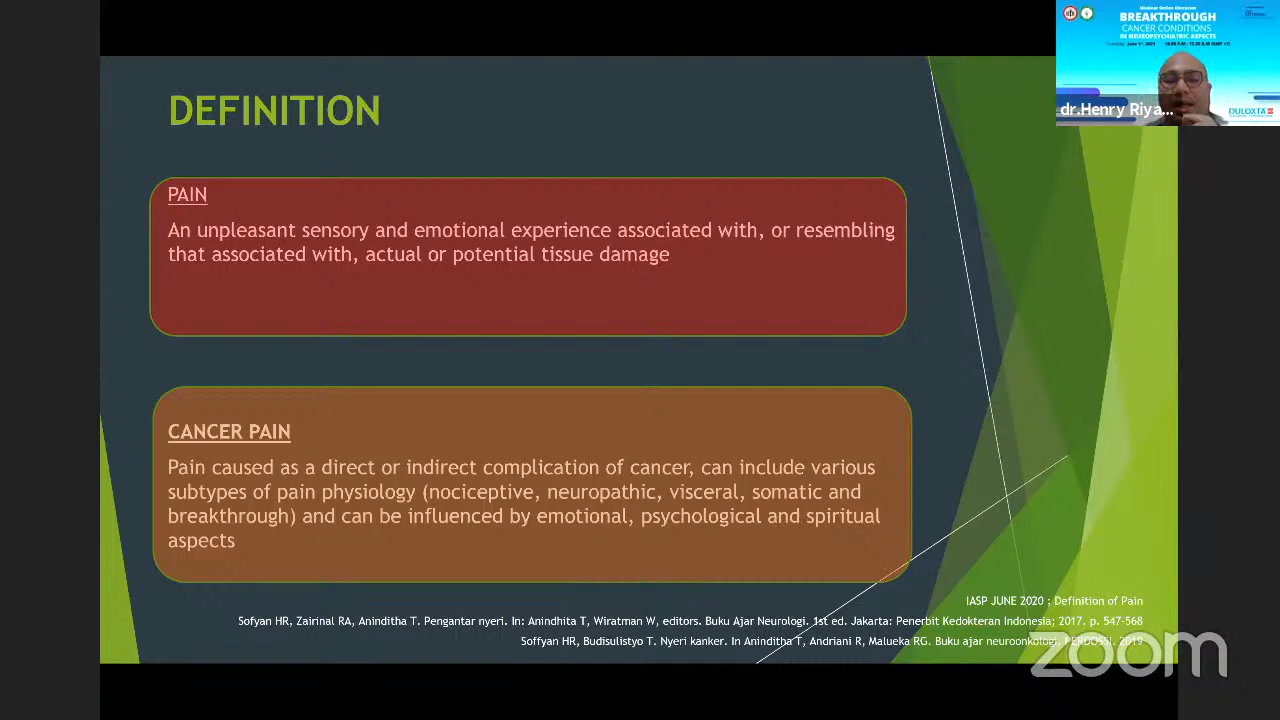 DEFINITION
PAIN
An unpleasant sensory and emotional experience associated with, or resembling
that associated with, actual or potential tissue damage
CANCER PAIN
Pain caused as a direct or indirect complication of cancer, can include various
subtypes of pain physiology (nociceptive, neuropathic, visceral, somatic and
breakthrough) and can be influenced by emotional, psychological and spiritual
aspects
IASP JUNE 2020 ; Definition of Pain
Sofyan HR, Zairinal RA, Aninditha T. Pengantar nyeri. In: Anindhita T, Wiratman W, editors. Buku Ajar Neurologi. 1st ed. Jakarta: Penerbit Kedokteran Indonesia; 2017. p. 547-568
Soffyan HR, Budisulistyo T. Nyeri kanker. In Aninditha T, Andriani R, Malueka RG. Buku ajar neuroonkologi. PERDOSSI. 2019
zoom
Webinar Online Education
BREAKTHROUGH
CANCER CONDITIONS
IN NEUROPSYCHIATRIC ASPECTS
dr.Henry Riya...
DULOXTA